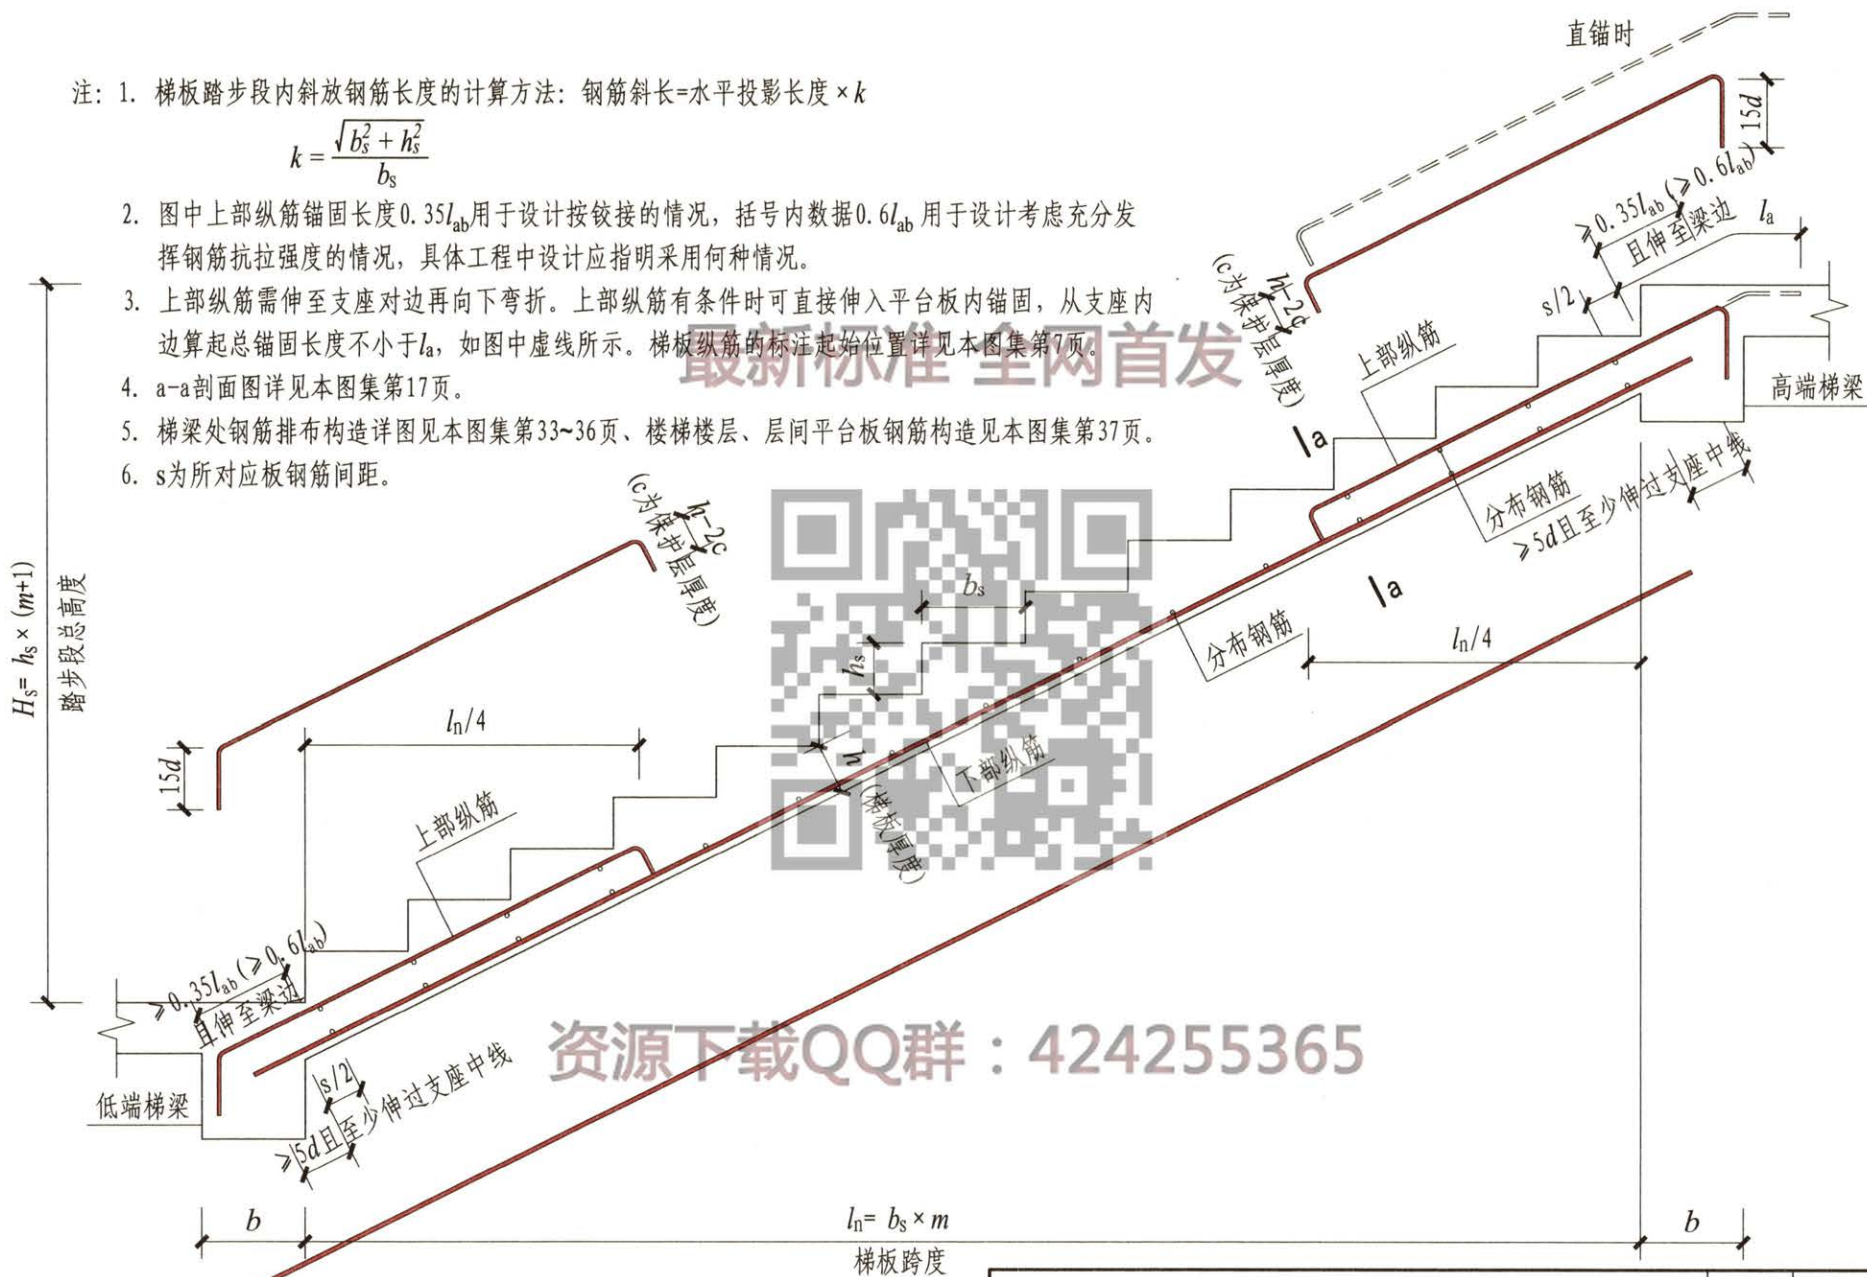 直锚时
注: 1. 梯板踏步段内斜放钢筋长度的计算方法: 钢筋斜长=水平投影长度×k
k = √(b_s²+h_s²) / b_s
2. 图中上部纵筋锚固长度0.35l_ab用于设计按铰接的情况，括号内数据0.6l_ab 用于设计考虑充分发
挥钢筋抗拉强度的情况，具体工程中设计应指明采用何种情况。
3. 上部纵筋需伸至支座对边再向下弯折。上部纵筋有条件时可直接伸入平台板内锚固，从支座内
边算起总锚固长度不小于l_a，如图中虚线所示。梯板纵筋的标注起始位置详见本图集第7页。
4. a-a剖面图详见本图集第17页。
5. 梯梁处钢筋排布构造详图见本图集第33~36页、楼梯楼层、层间平台板钢筋构造见本图集第37页。
6. s为所对应板钢筋间距。
15d
≥0.35l_ab(≥0.6l_ab)
且伸至梁边
l_a
s/2
h-2c
(c为保护层厚度)
上部纵筋
高端梯梁
a
分布钢筋
≥5d且至少伸过支座中线
a
最新标准 全网首发
h-2c
(c为保护层厚度)
H_s= h_s×(m+1)
踏步段总高度
b_s
h_s
分布钢筋
l_n/4
l_n/4
15d
h
(梯板厚度)
下部纵筋
上部纵筋
≥0.35l_ab(≥0.6l_ab)
且伸至梁边
资源下载QQ群：424255365
s/2
低端梯梁
≥5d且至少伸过支座中线
b
l_n= b_s×m
梯板跨度
b